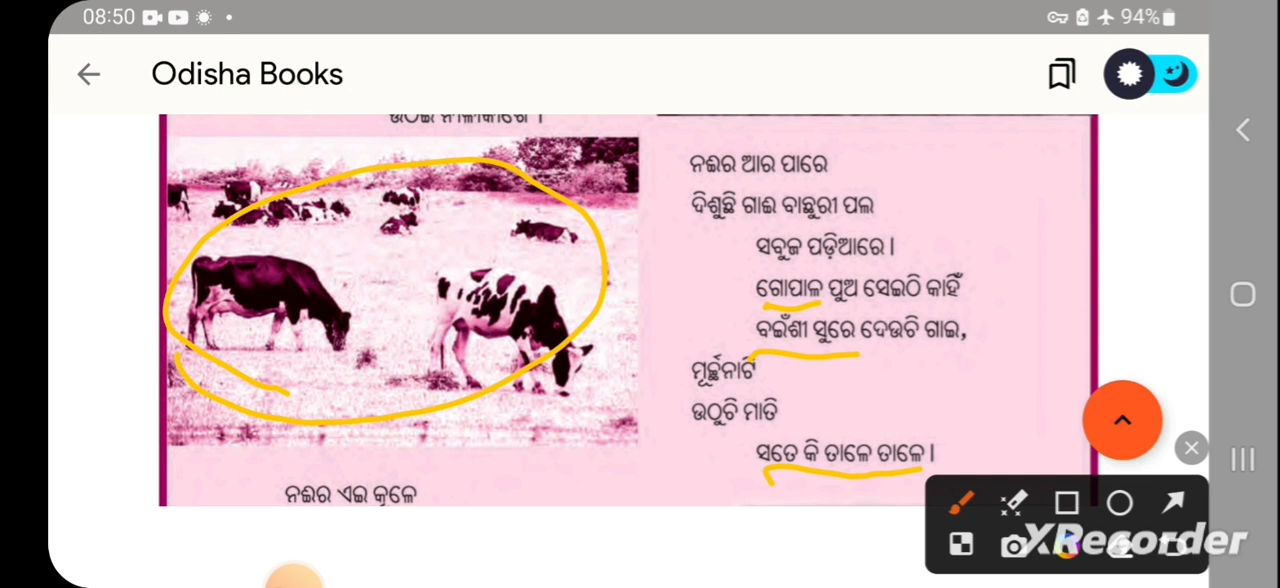 08:50
94%
Odisha Books
ନଈର ଆର ପାରେ
ଦିଶୁଛି ଗାଈ ବାଛୁରୀ ପଲ
ସବୁଜ ପଡ଼ିଆରେ ।
ଗୋପାଳ ପୁଅ ସେଇଠି କାହିଁ
ବଇଁଶୀ ସୁରେ ଦେଉଚି ଗାଇ,
ମୂର୍ଚ୍ଛନାଟି
ଉଠୁଚି ମାତି
ସତେ କି ତାଳେ ତାଳେ ।
ନଈର ଏଇ କୂଳେ
XRecorder